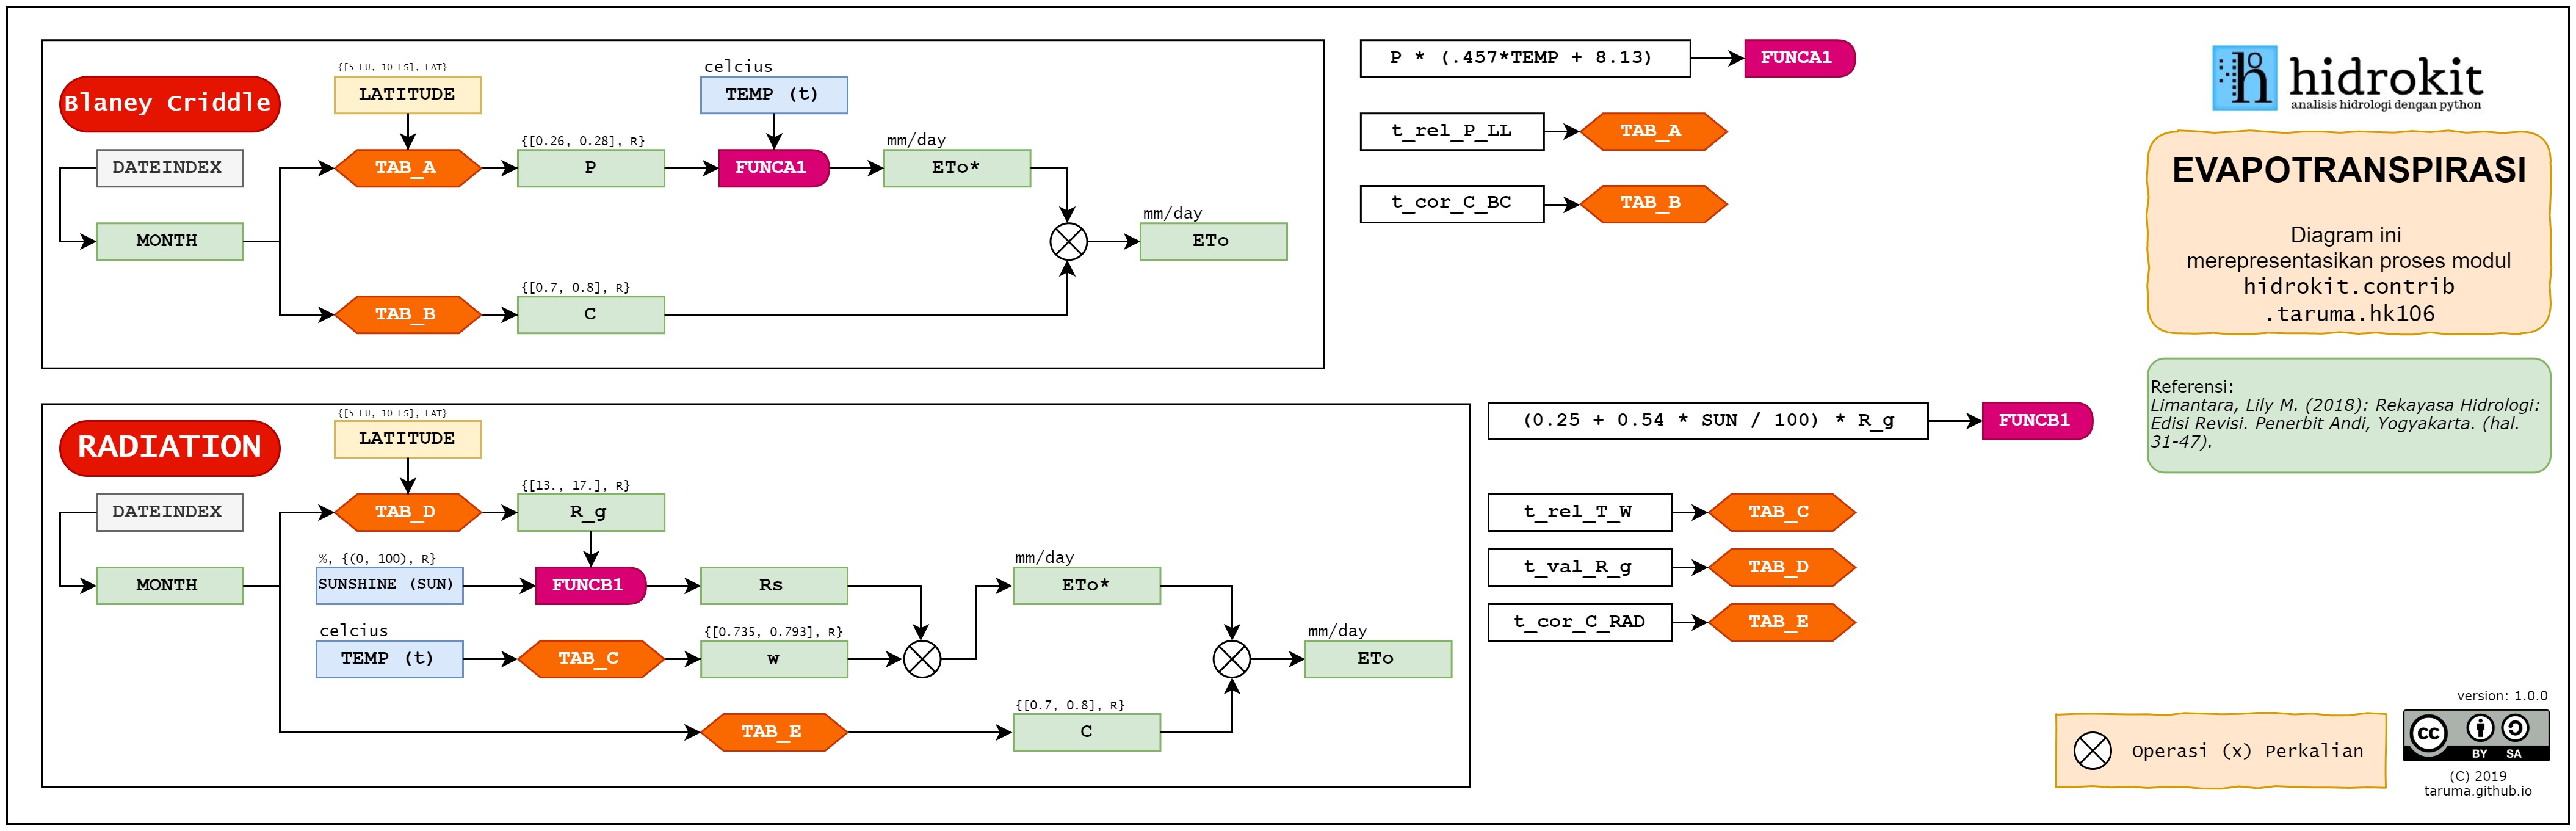 Blaney Criddle
{[5 LU, 10 LS], LAT}
LATITUDE
celcius
TEMP (t)
DATEINDEX
TAB_A
{[0.26, 0.28], R}
P
FUNCA1
mm/day
ETo*
MONTH
mm/day
ETo
TAB_B
{[0.7, 0.8], R}
C
P * (.457*TEMP + 8.13)
FUNCA1
t_rel_P_LL
TAB_A
t_cor_C_BC
TAB_B
hidrokit
analisis hidrologi dengan python
EVAPOTRANSPIRASI
Diagram ini
merepresentasikan proses modul
hidrokit.contrib
.taruma.hk106
Referensi:
Limantara, Lily M. (2018): Rekayasa Hidrologi:
Edisi Revisi. Penerbit Andi, Yogyakarta. (hal.
31-47).
RADIATION
{[5 LU, 10 LS], LAT}
LATITUDE
DATEINDEX
TAB_D
{[13., 17.], R}
R_g
MONTH
%, {(0, 100), R}
SUNSHINE (SUN)
FUNCB1
Rs
mm/day
ETo*
celcius
TEMP (t)
TAB_C
{[0.735, 0.793], R}
w
mm/day
ETo
TAB_E
{[0.7, 0.8], R}
C
(0.25 + 0.54 * SUN / 100) * R_g
FUNCB1
t_rel_T_W
TAB_C
t_val_R_g
TAB_D
t_cor_C_RAD
TAB_E
Operasi (x) Perkalian
version: 1.0.0
cc
BY SA
(C) 2019
taruma.github.io